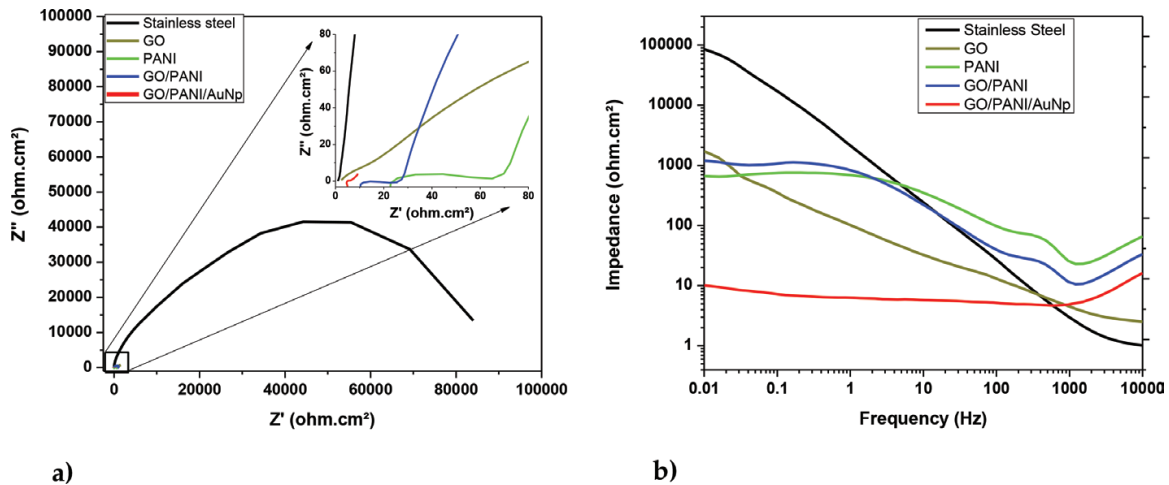 100000
90000
80000
70000
60000
50000
40000
30000
20000
10000
0
Z'' (ohm.cm²)
Stainless steel
GO
PANI
GO/PANI
GO/PANI/AuNp
80
60
40
20
0
Z'' (ohm.cm²)
0 20 40 60 80
Z' (ohm.cm²)
0 20000 40000 60000 80000 100000
Z' (ohm.cm²)
a)
100000
10000
1000
100
10
1
Impedance (ohm.cm²)
Stainless Steel
GO
PANI
GO/PANI
GO/PANI/AuNp
0.01 0.1 1 10 100 1000 10000
Frequency (Hz)
b)